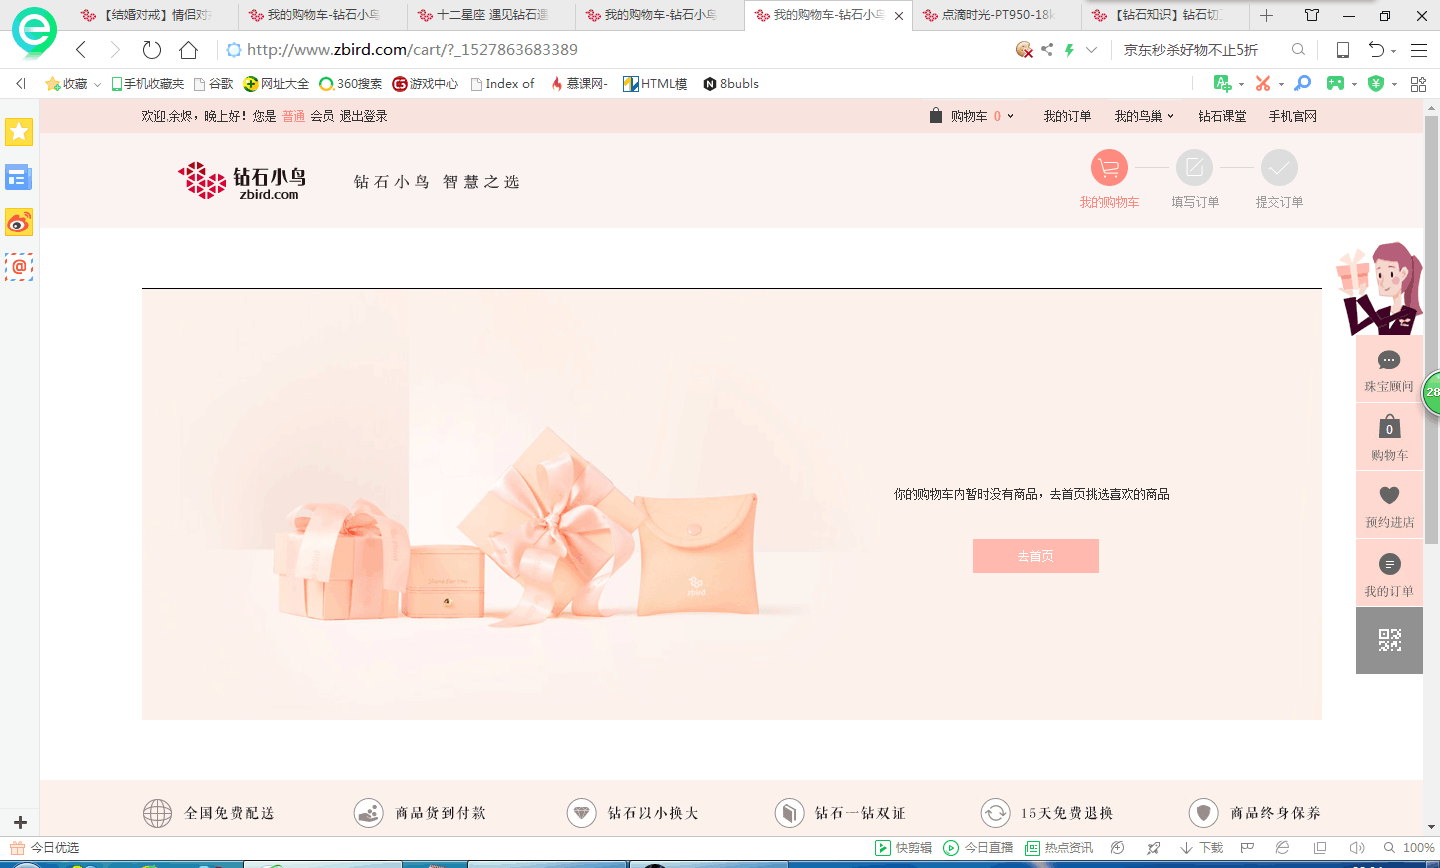 【结婚对戒】情侣对戒
我的购物车-钻石小鸟
十二星座 遇见钻石遇
我的购物车-钻石小鸟
我的购物车-钻石小鸟
点滴时光-PT950-18k
【钻石知识】钻石切工
http://www.zbird.com/cart/?_1527863683389
京东秒杀好物不止5折
收藏
手机收藏夹
谷歌
网址大全
360搜索
游戏中心
Index of
慕课网-
HTML模
8bubls
欢迎,余烬，晚上好！您是 普通 会员 退出登录
购物车 0
我的订单
我的鸟巢
钻石课堂
手机官网
钻石小鸟
zbird.com
钻石小鸟 智慧之选
我的购物车
填写订单
提交订单
你的购物车内暂时没有商品，去首页挑选喜欢的商品
去首页
zbird
珠宝顾问
28
0
购物车
预约进店
我的订单
全国免费配送
商品货到付款
钻石以小换大
钻石一钻双证
15天免费退换
商品终身保养
今日优选
快剪辑
今日直播
热点资讯
下载
100%